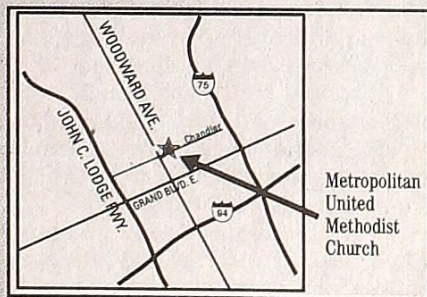 WOODWARD AVE.
75
JOHN C. LODGE FWY.
Chandler
GRAND BLVD. E.
94
Metropolitan
United
Methodist
Church